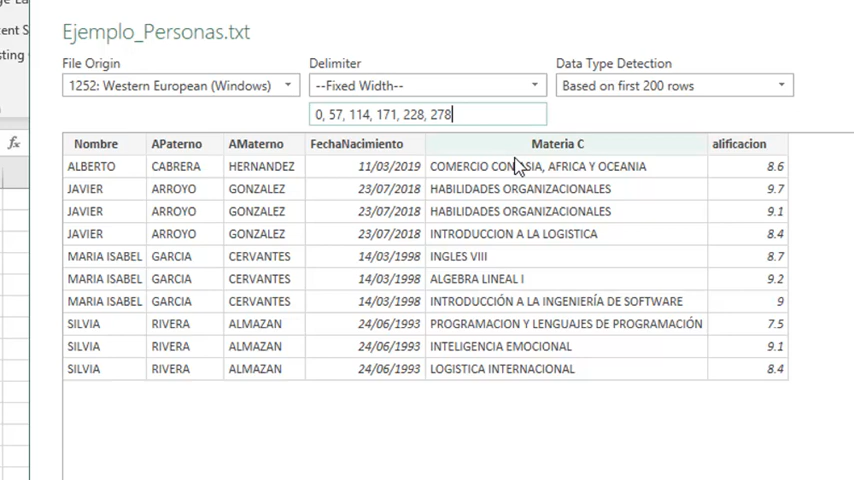 Ejemplo_Personas.txt
File Origin Delimiter Data Type Detection
1252: Western European (Windows) --Fixed Width-- Based on first 200 rows
0, 57, 114, 171, 228, 278
fx
Nombre APaterno AMaterno FechaNacimiento Materia C alificacion
ALBERTO CABRERA HERNANDEZ 11/03/2019 COMERCIO CON ASIA, AFRICA Y OCEANIA 8.6
JAVIER ARROYO GONZALEZ 23/07/2018 HABILIDADES ORGANIZACIONALES 9.7
JAVIER ARROYO GONZALEZ 23/07/2018 HABILIDADES ORGANIZACIONALES 9.1
JAVIER ARROYO GONZALEZ 23/07/2018 INTRODUCCION A LA LOGISTICA 8.4
MARIA ISABEL GARCIA CERVANTES 14/03/1998 INGLES VIII 8.7
MARIA ISABEL GARCIA CERVANTES 14/03/1998 ALGEBRA LINEAL I 9.2
MARIA ISABEL GARCIA CERVANTES 14/03/1998 INTRODUCCIÓN A LA INGENIERÍA DE SOFTWARE 9
SILVIA RIVERA ALMAZAN 24/06/1993 PROGRAMACION Y LENGUAJES DE PROGRAMACIÓN 7.5
SILVIA RIVERA ALMAZAN 24/06/1993 INTELIGENCIA EMOCIONAL 9.1
SILVIA RIVERA ALMAZAN 24/06/1993 LOGISTICA INTERNACIONAL 8.4